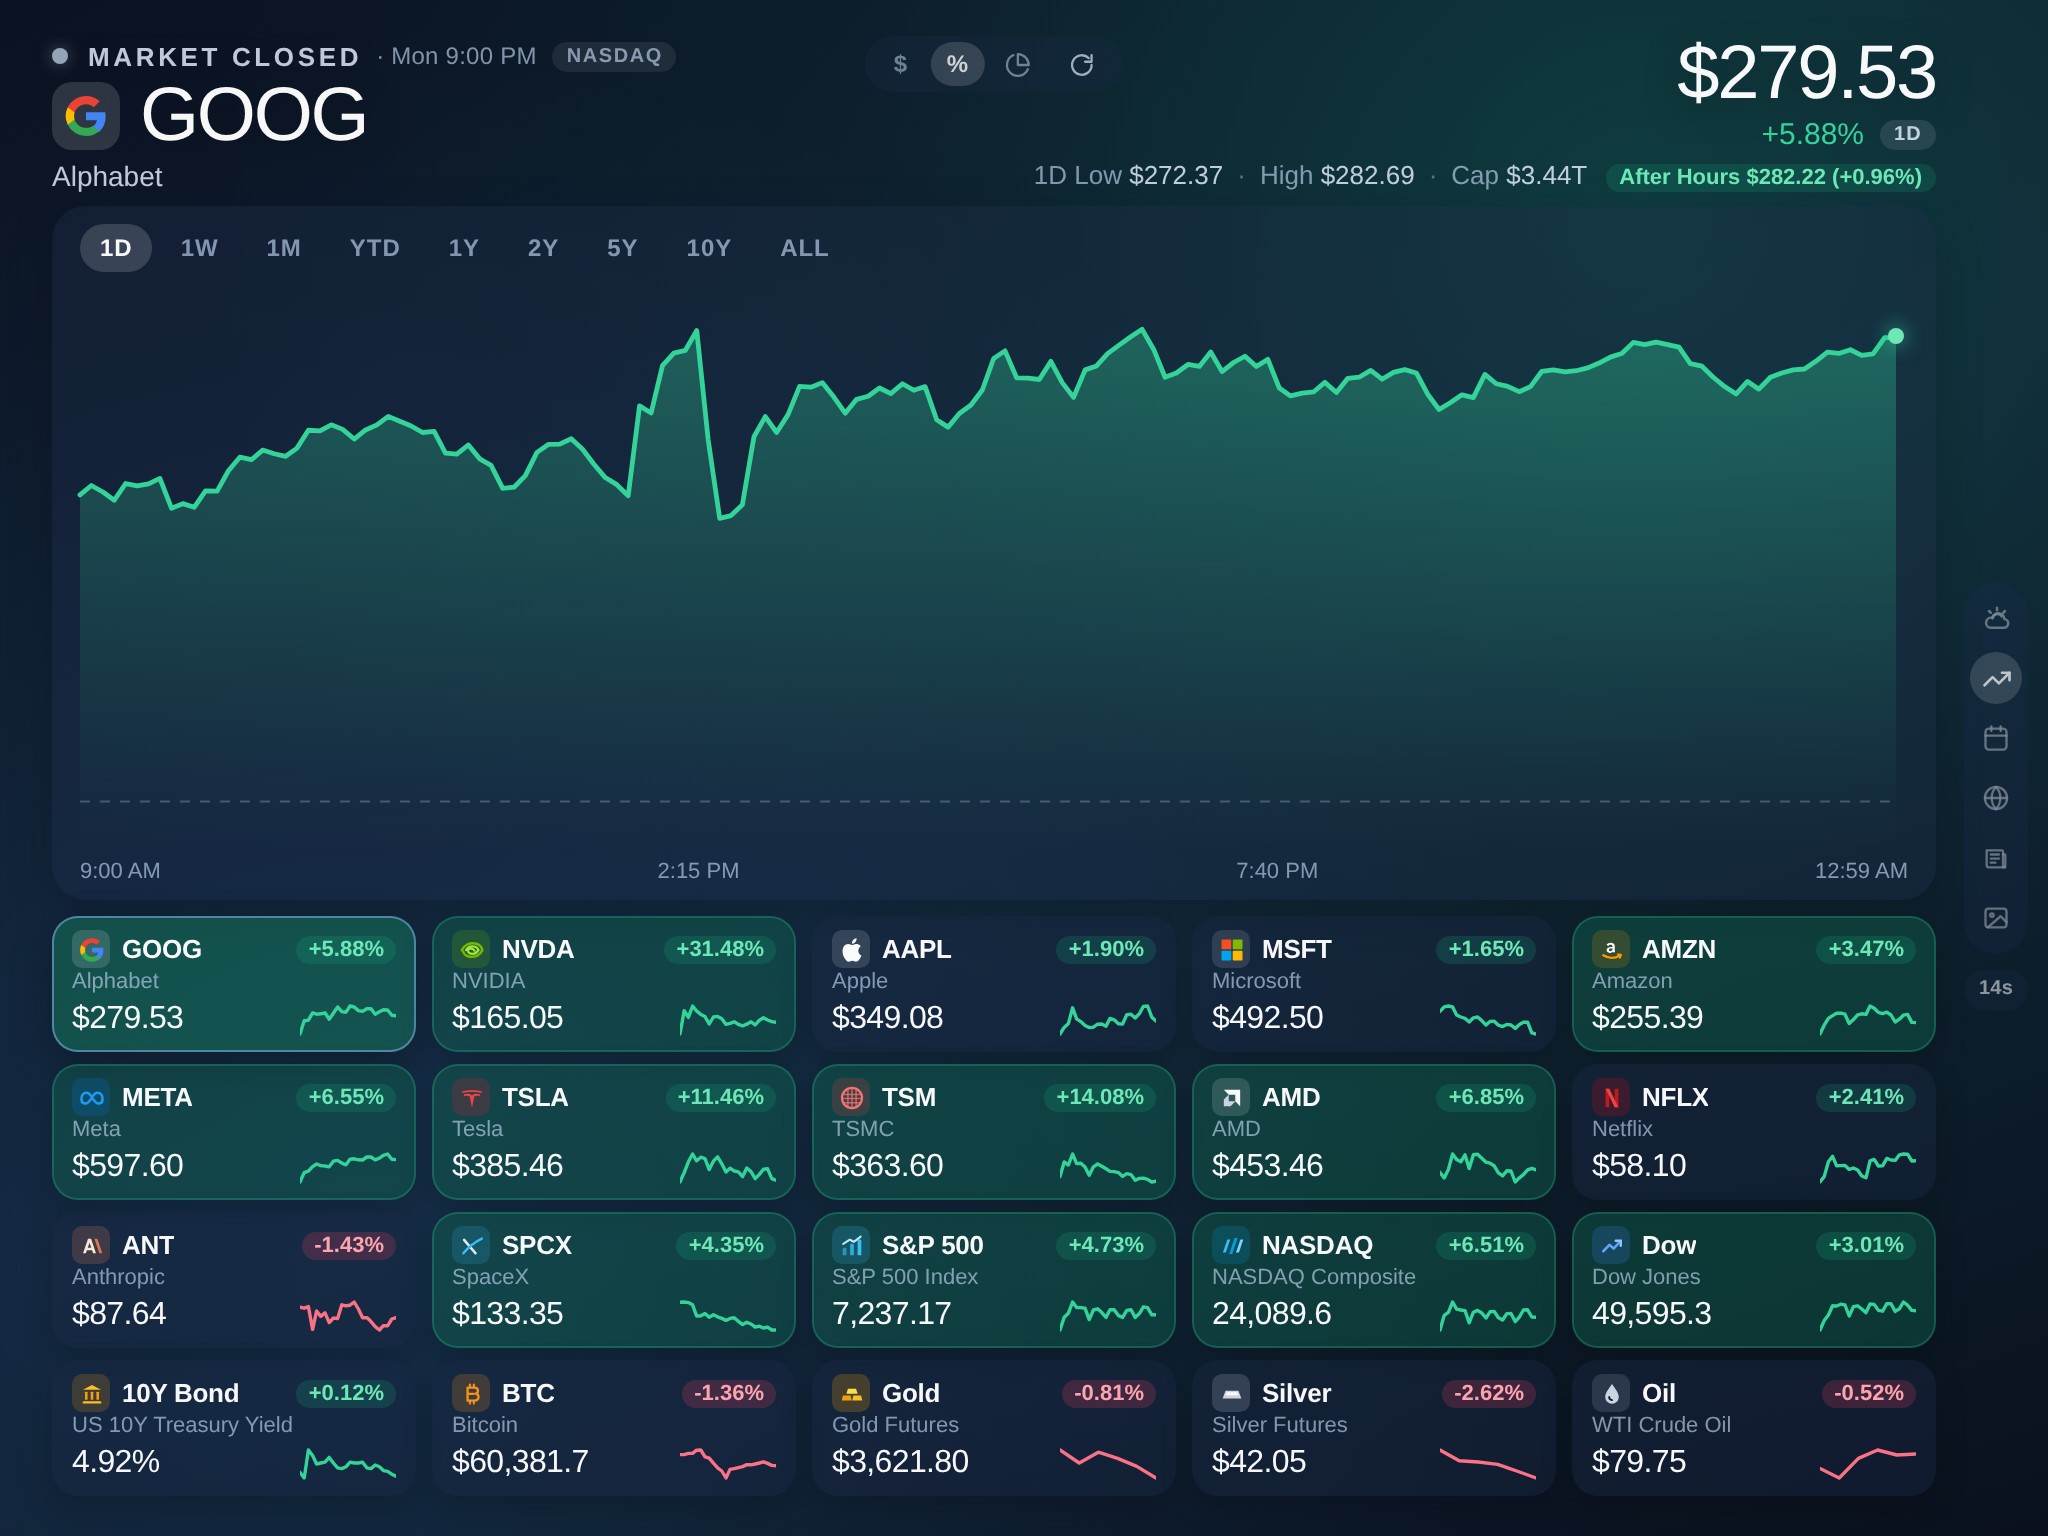 MARKET CLOSED · Mon 9:00 PM NASDAQ
$ %
$279.53
GOOG
+5.88% 1D
Alphabet
1D Low $272.37 · High $282.69 · Cap $3.44T After Hours $282.22 (+0.96%)
1D 1W 1M YTD 1Y 2Y 5Y 10Y ALL
9:00 AM 2:15 PM 7:40 PM 12:59 AM
GOOG +5.88%
Alphabet
$279.53
NVDA +31.48%
NVIDIA
$165.05
AAPL +1.90%
Apple
$349.08
MSFT +1.65%
Microsoft
$492.50
a AMZN +3.47%
Amazon
$255.39
14s
META +6.55%
Meta
$597.60
TSLA +11.46%
Tesla
$385.46
TSM +14.08%
TSMC
$363.60
AMD +6.85%
AMD
$453.46
N NFLX +2.41%
Netflix
$58.10
A\ ANT -1.43%
Anthropic
$87.64
SPCX +4.35%
SpaceX
$133.35
S&P 500 +4.73%
S&P 500 Index
7,237.17
NASDAQ +6.51%
NASDAQ Composite
24,089.6
Dow +3.01%
Dow Jones
49,595.3
10Y Bond +0.12%
US 10Y Treasury Yield
4.92%
BTC -1.36%
Bitcoin
$60,381.7
Gold -0.81%
Gold Futures
$3,621.80
Silver -2.62%
Silver Futures
$42.05
Oil -0.52%
WTI Crude Oil
$79.75